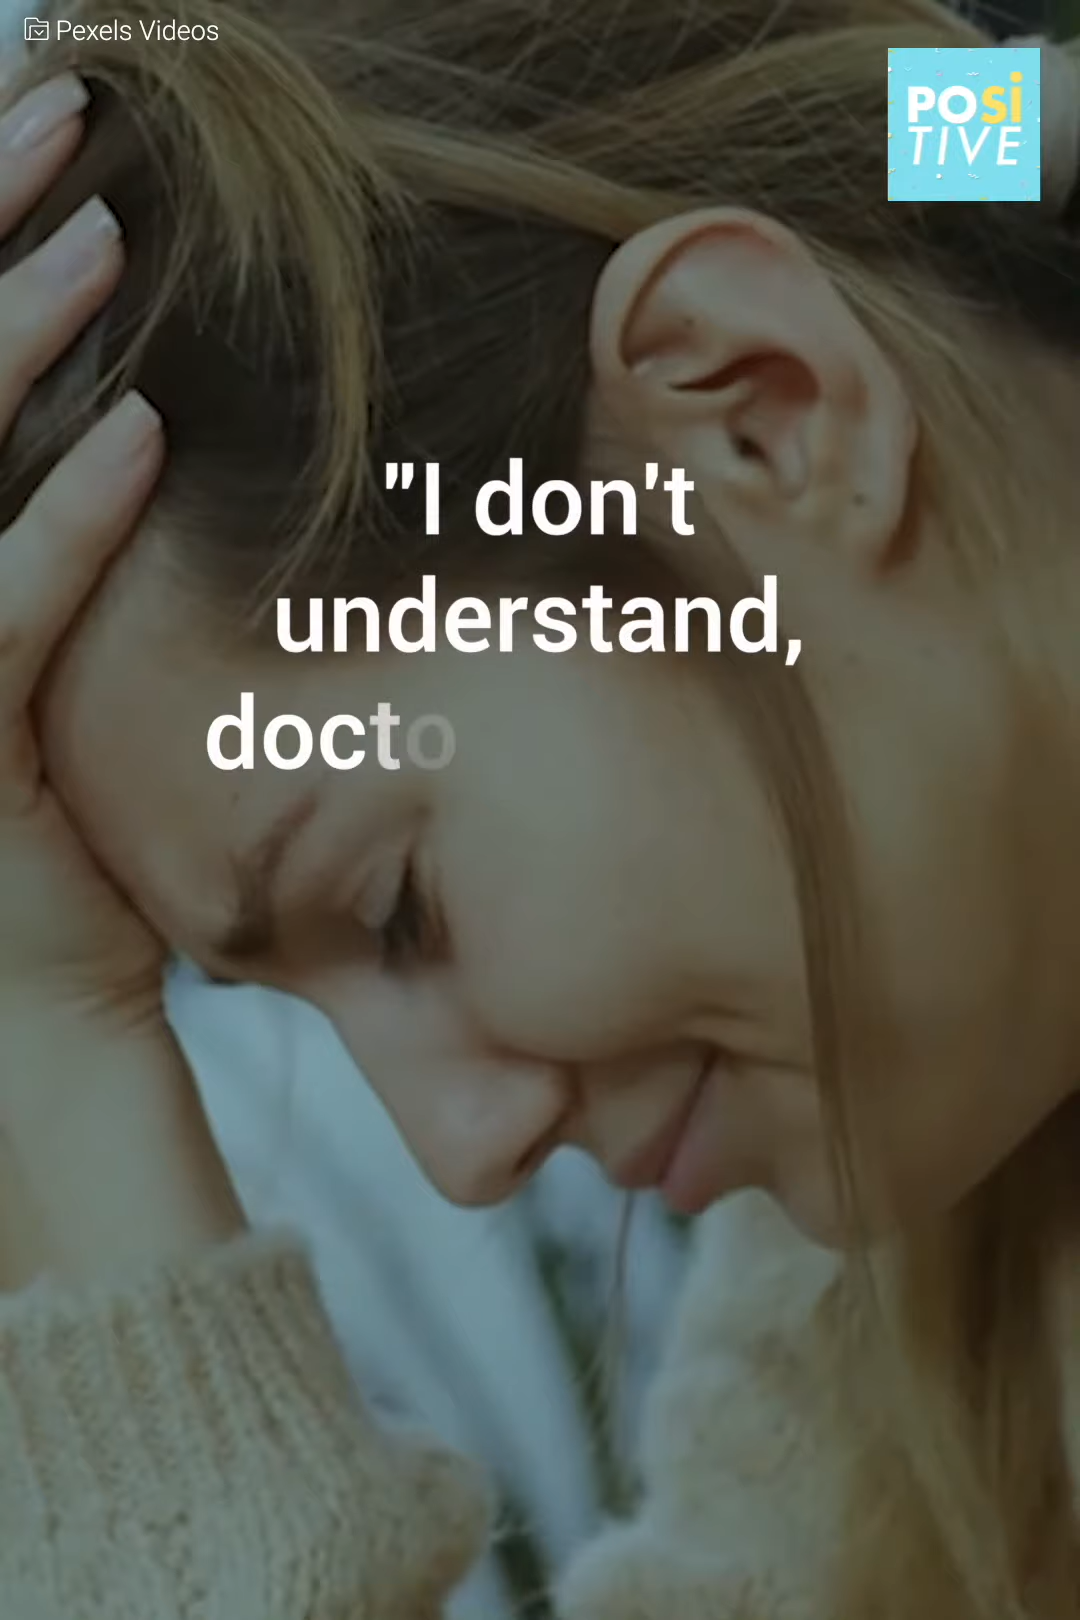 Pexels Videos
POSi
TIVE
"I don't
understand,
docto